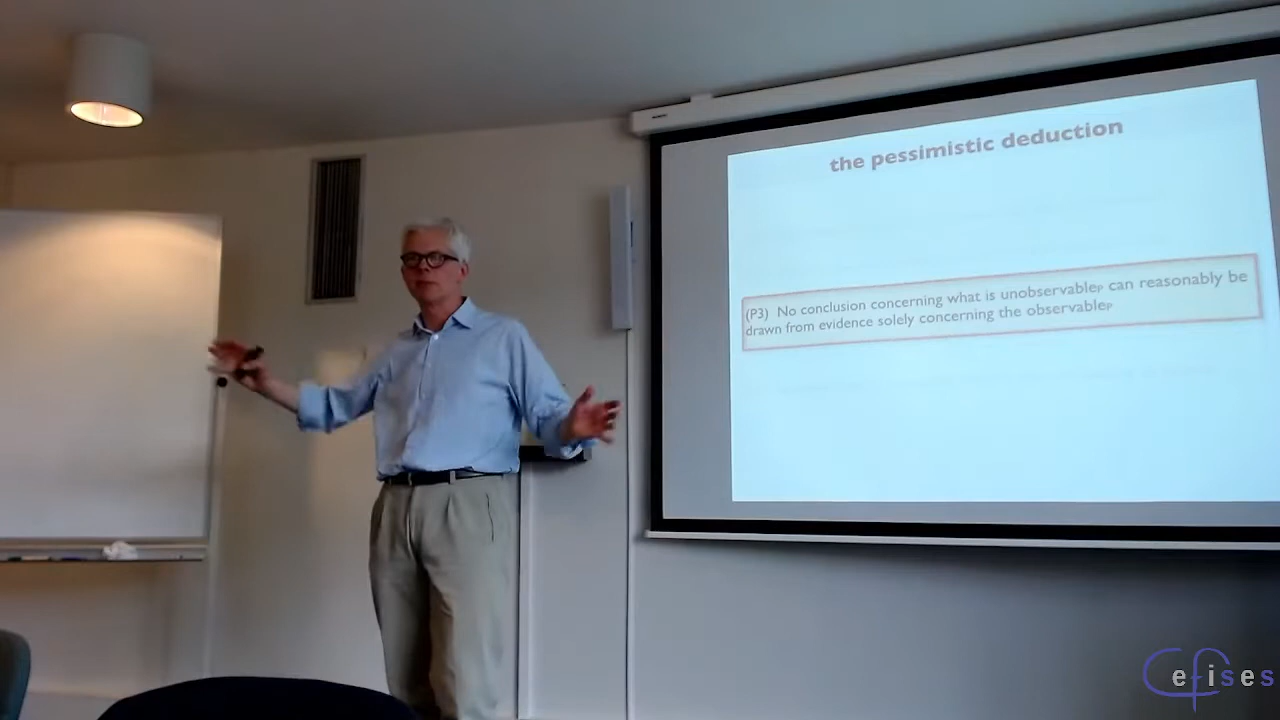 the pessimistic deduction
(P3) No conclusion concerning what is unobservableP can reasonably be
drawn from evidence solely concerning the observableP
efises